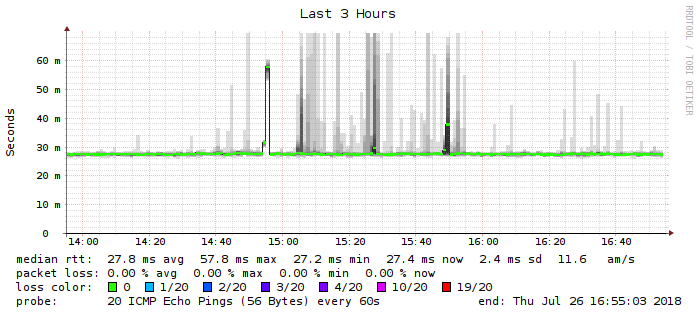 Last 3 Hours
RRDTOOL / TOBI OETIKER
Seconds
60 m
50 m
40 m
30 m
20 m
10 m
0
14:00 14:20 14:40 15:00 15:20 15:40 16:00 16:20 16:40
median rtt: 27.8 ms avg 57.8 ms max 27.2 ms min 27.4 ms now 2.4 ms sd 11.6 am/s
packet loss: 0.00 % avg 0.00 % max 0.00 % min 0.00 % now
loss color: 0 1/20 2/20 3/20 4/20 10/20 19/20
probe: 20 ICMP Echo Pings (56 Bytes) every 60s end: Thu Jul 26 16:55:03 2018